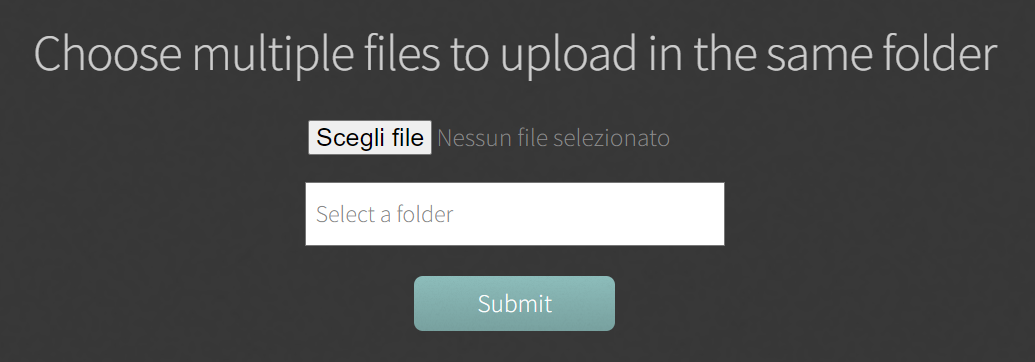 Choose multiple files to upload in the same folder
Scegli file Nessun file selezionato
Select a folder
Submit